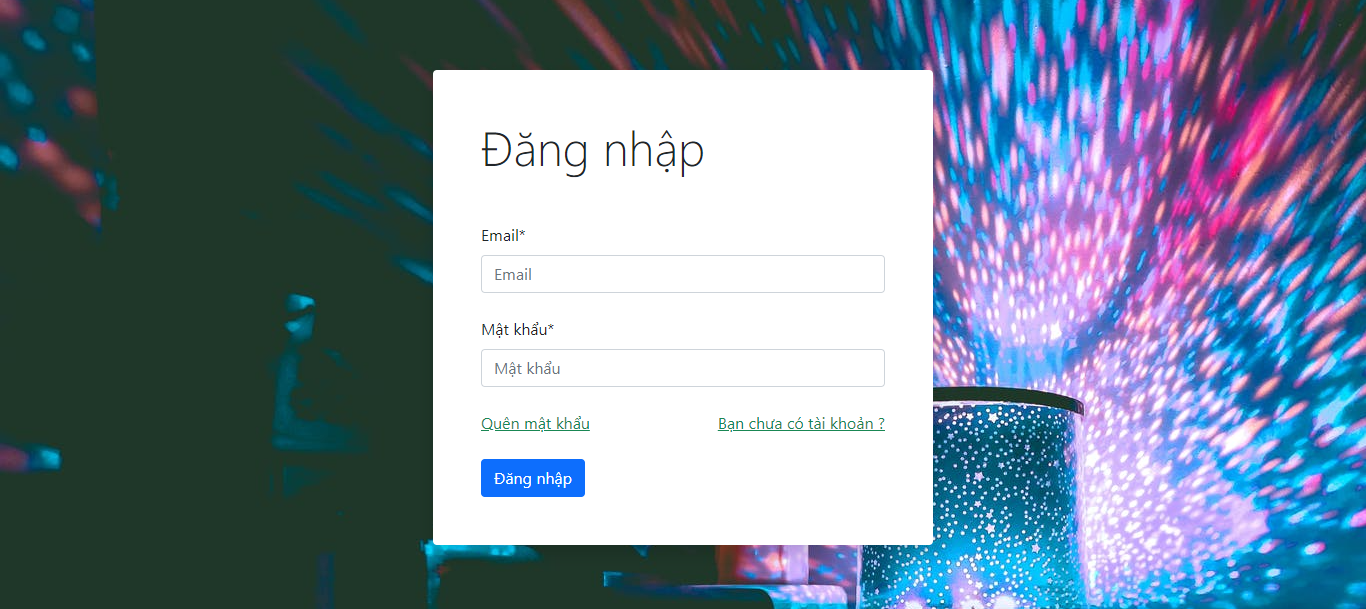 Đăng nhập
Email*
Email
Mật khẩu*
Mật khẩu
Quên mật khẩu
Bạn chưa có tài khoản ?
Đăng nhập